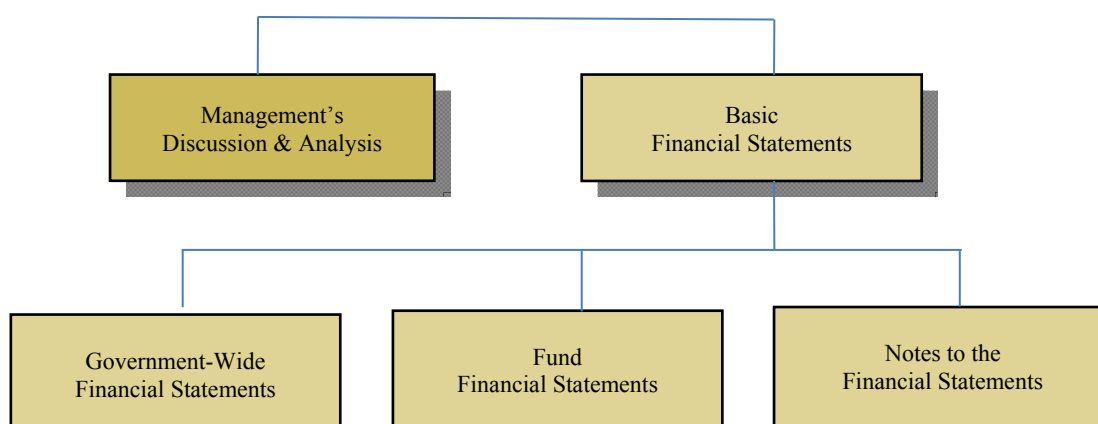 Management’s
Discussion & Analysis
Basic
Financial Statements
Government-Wide
Financial Statements
Fund
Financial Statements
Notes to the
Financial Statements